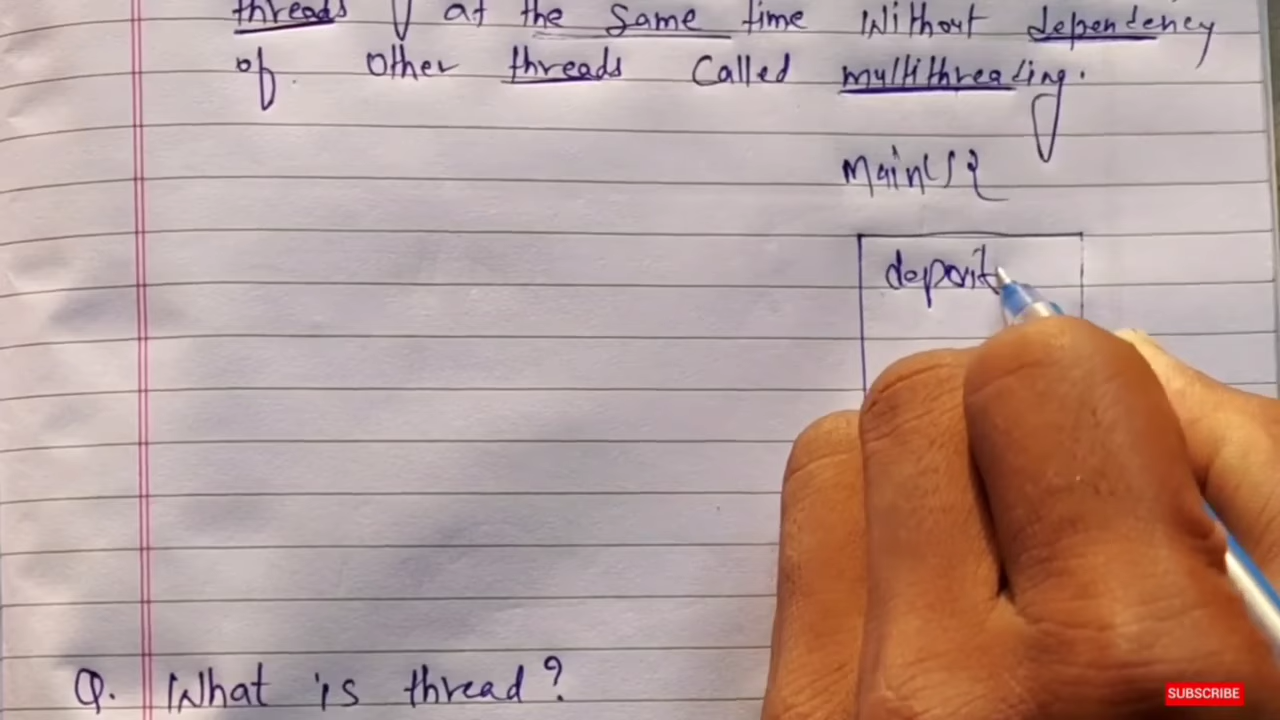 threads at the same time without dependency
of other threads called multithreading.
Main() {
deposit
Q. What is thread?
SUBSCRIBE